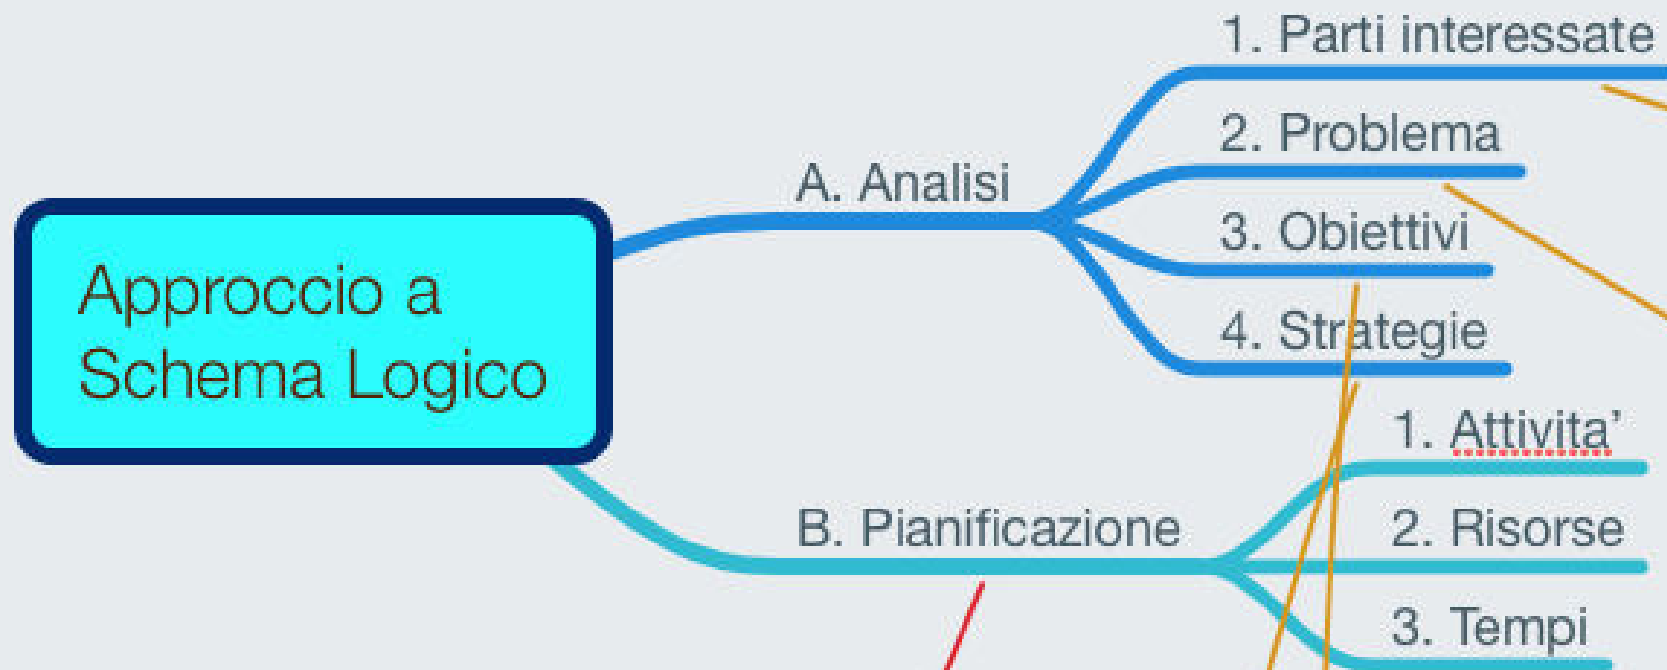 Approccio a
Schema Logico
A. Analisi
1. Parti interessate
2. Problema
3. Obiettivi
4. Strategie
B. Pianificazione
1. Attivita’
2. Risorse
3. Tempi